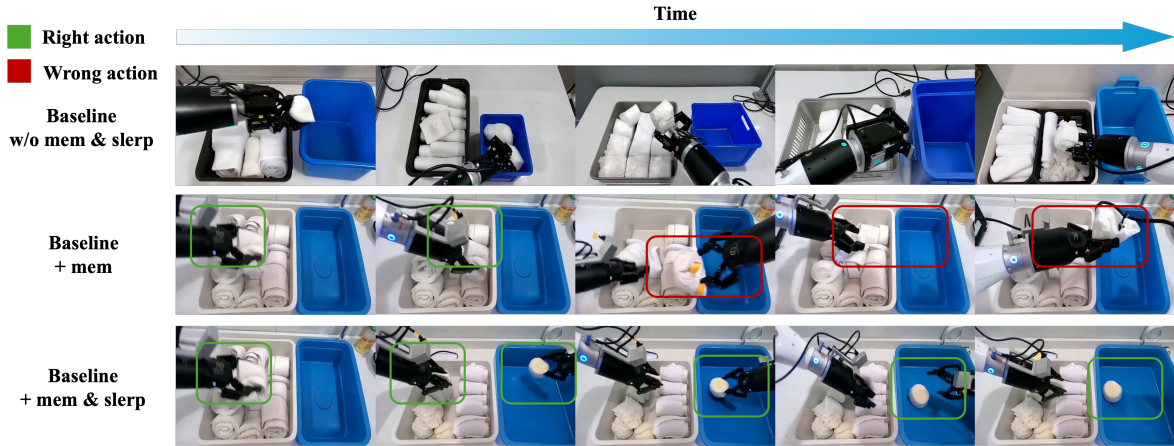 Time
Right action
Wrong action
Baseline
w/o mem & slerp
Baseline
+ mem
Baseline
+ mem & slerp